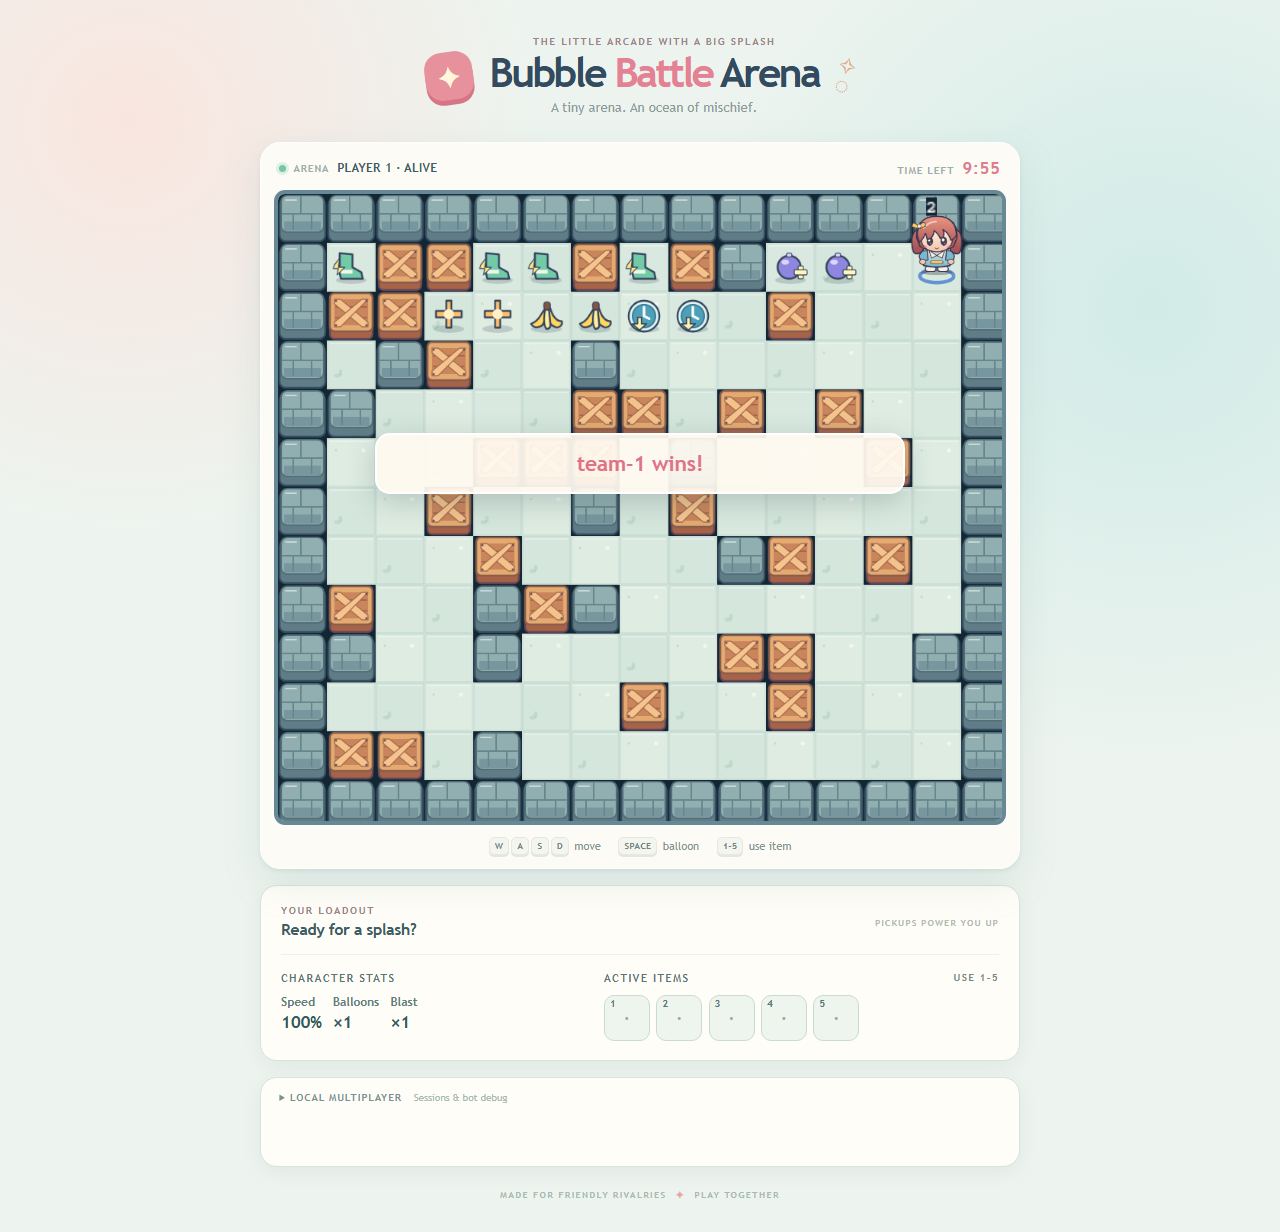 THE LITTLE ARCADE WITH A BIG SPLASH
Bubble Battle Arena
A tiny arena. An ocean of mischief.
ARENA PLAYER 1 · ALIVE
TIME LEFT 9:55
2
team-1 wins!
W A S D move SPACE balloon 1-5 use item
YOUR LOADOUT
Ready for a splash?
PICKUPS POWER YOU UP
CHARACTER STATS
Speed Balloons Blast
100% ×1 ×1
ACTIVE ITEMS
USE 1-5
1 2 3 4 5
LOCAL MULTIPLAYER Sessions & bot debug
MADE FOR FRIENDLY RIVALRIES ✦ PLAY TOGETHER